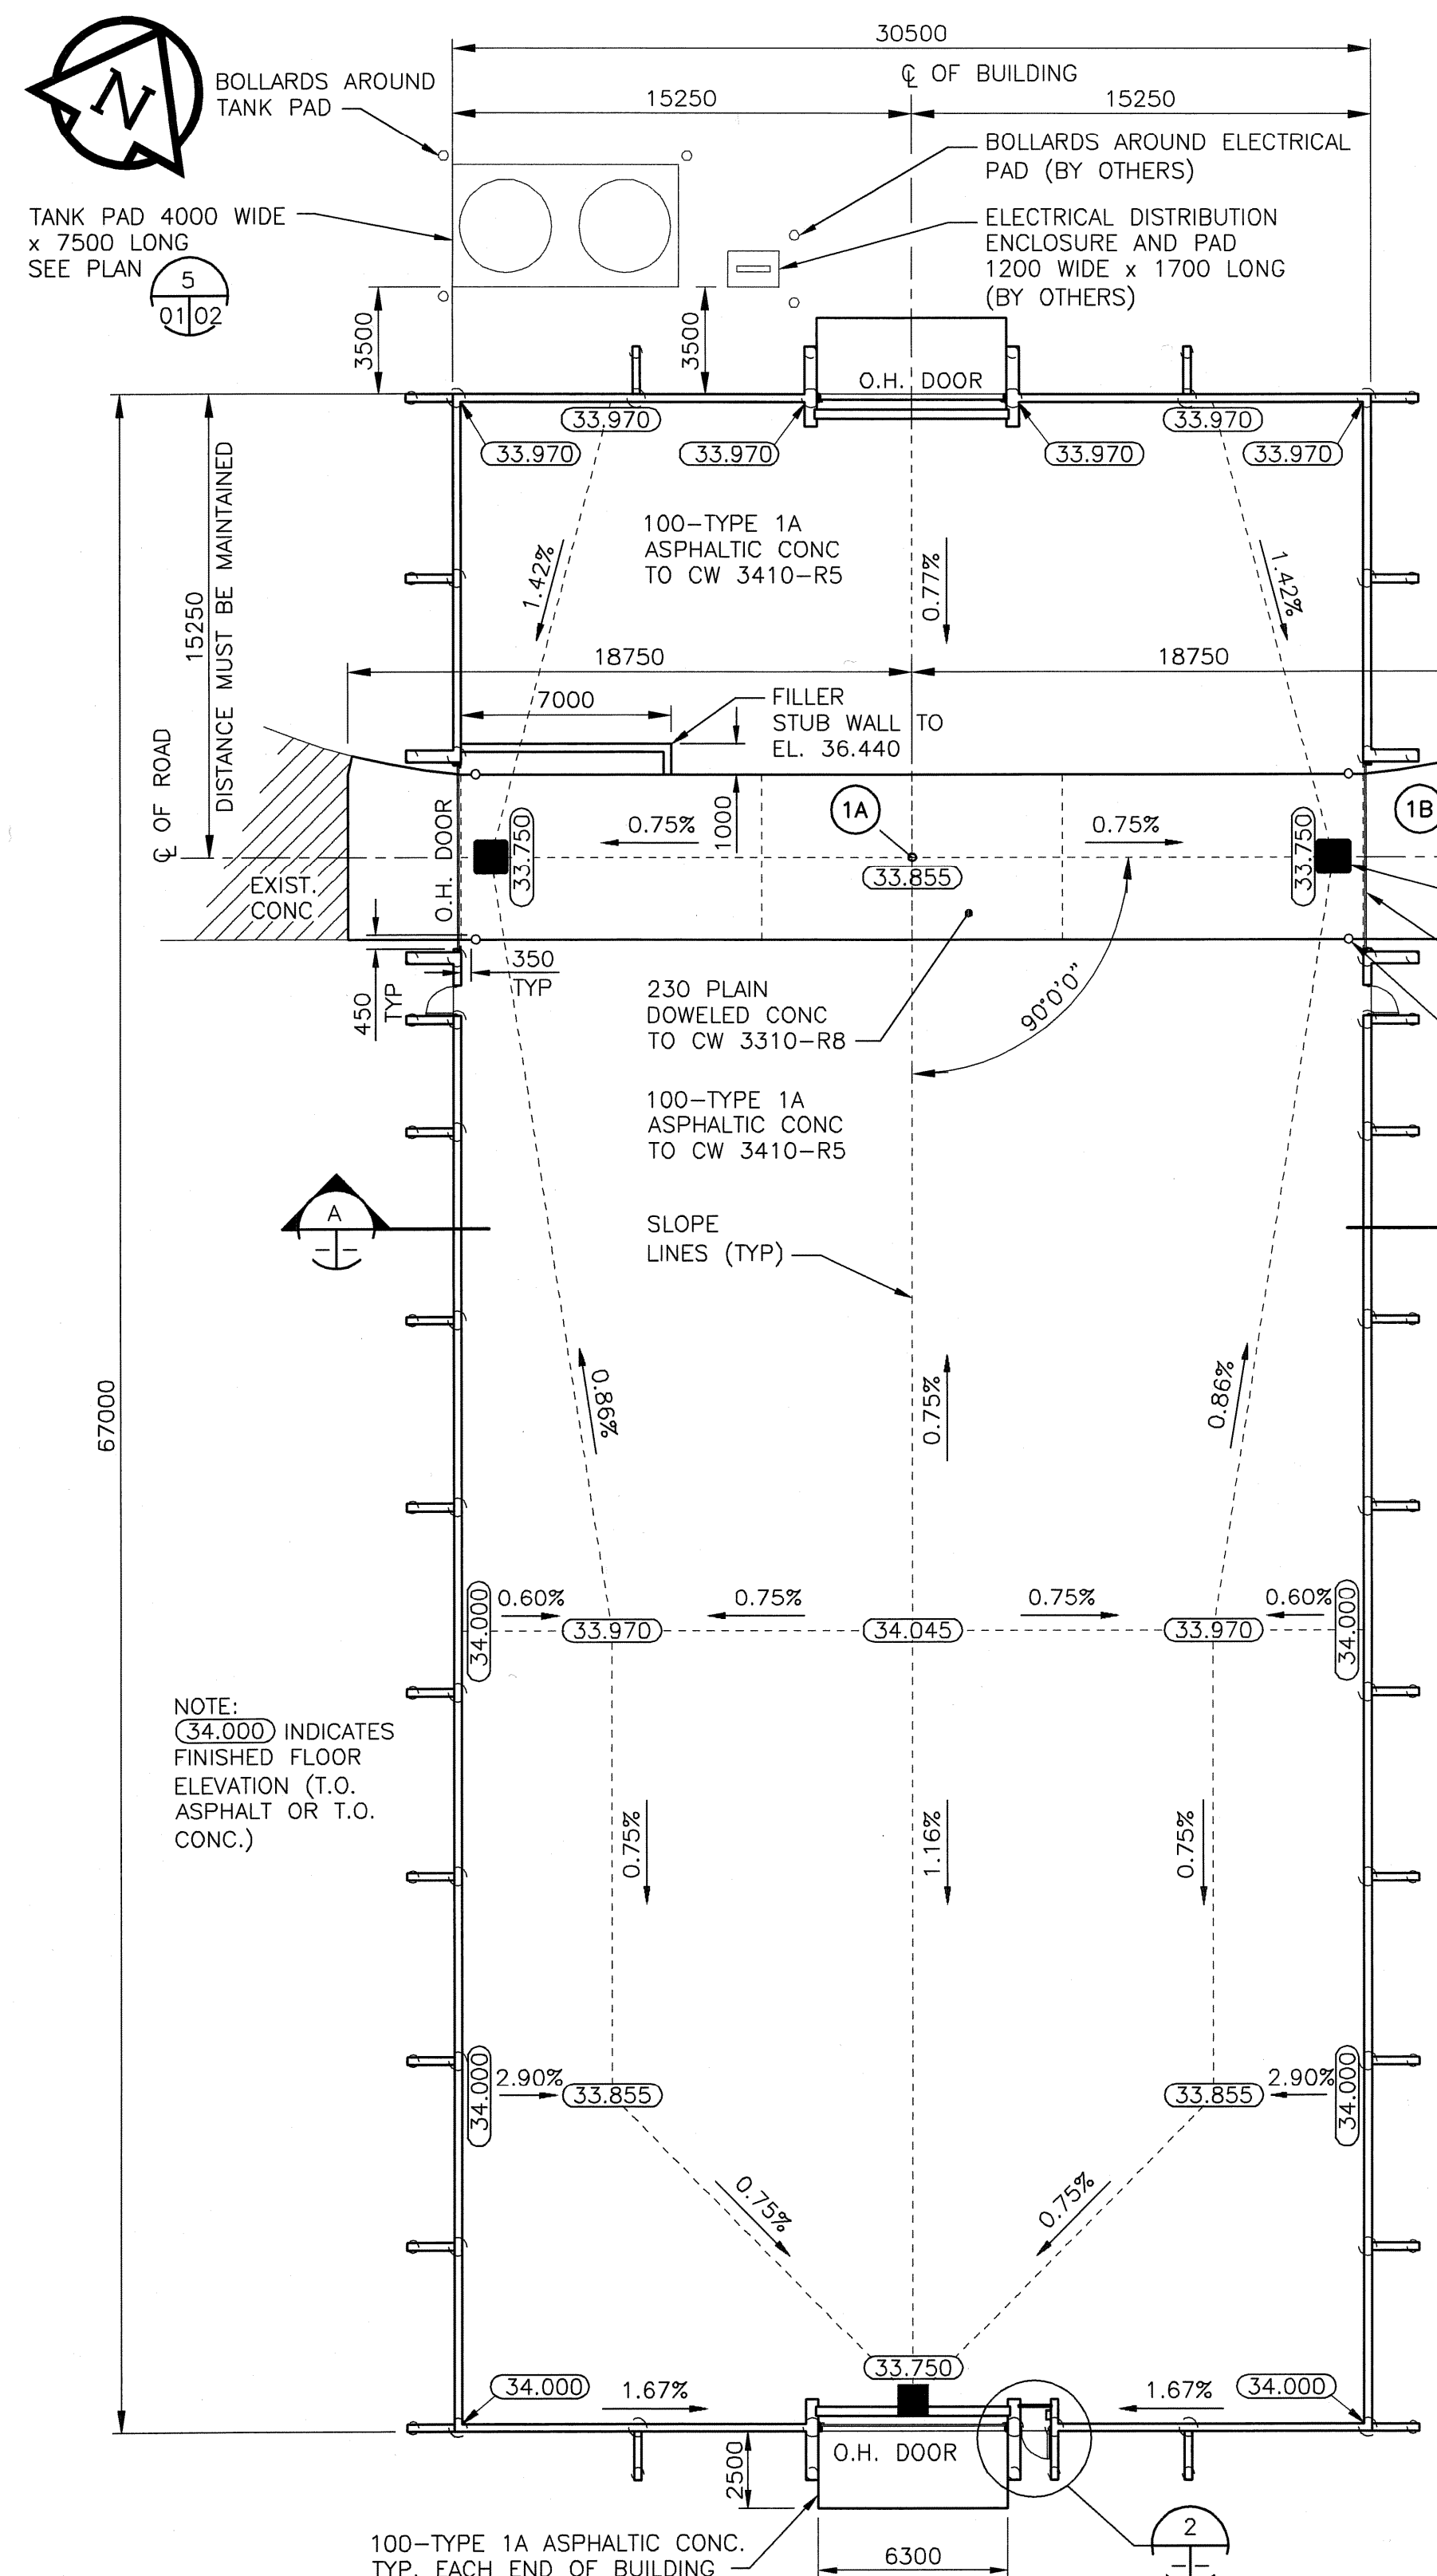 30500
℄ OF BUILDING
15250
15250
N
BOLLARDS AROUND
TANK PAD
BOLLARDS AROUND ELECTRICAL
PAD (BY OTHERS)
TANK PAD 4000 WIDE
x 7500 LONG
SEE PLAN
5
01 02
ELECTRICAL DISTRIBUTION
ENCLOSURE AND PAD
1200 WIDE x 1700 LONG
(BY OTHERS)
3500
3500
O.H. DOOR
33.970
33.970
33.970
33.970
33.970
33.970
15250
DISTANCE MUST BE MAINTAINED
100-TYPE 1A
ASPHALTIC CONC
TO CW 3410-R5
1.42%
0.77%
1.42%
18750
18750
7000
FILLER
STUB WALL TO
EL. 36.440
℄ OF ROAD
O.H. DOOR
33.750
0.75%
1000
1A
0.75%
33.750
1B
33.855
EXIST.
CONC
350
TYP
450
TYP
230 PLAIN
DOWELED CONC
TO CW 3310-R8
90°0'0"
100-TYPE 1A
ASPHALTIC CONC
TO CW 3410-R5
A
SLOPE
LINES (TYP)
67000
0.86%
0.75%
0.86%
34.000
0.60%
0.75%
0.75%
0.60%
34.000
33.970
34.045
33.970
NOTE:
34.000 INDICATES
FINISHED FLOOR
ELEVATION (T.O.
ASPHALT OR T.O.
CONC.)
0.75%
1.16%
0.75%
34.000
2.90%
33.855
33.855
2.90%
34.000
0.75%
0.75%
33.750
34.000
1.67%
1.67%
34.000
2500
O.H. DOOR
2
100-TYPE 1A ASPHALTIC CONC.
TYP. EACH END OF BUILDING
6300